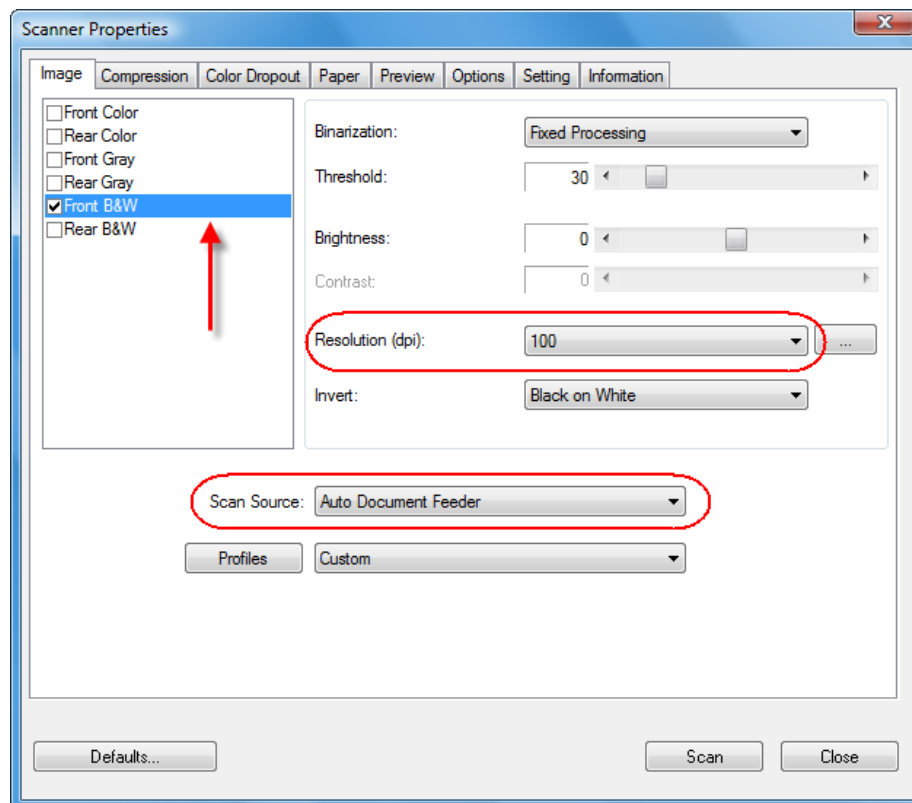 Scanner Properties
Image Compression Color Dropout Paper Preview Options Setting Information
Front Color
Rear Color
Front Gray
Rear Gray
Front B&W
Rear B&W
Binarization: Fixed Processing
Threshold: 30
Brightness: 0
Contrast: 0
Resolution (dpi): 100 ...
Invert: Black on White
Scan Source: Auto Document Feeder
Profiles Custom
Defaults... Scan Close